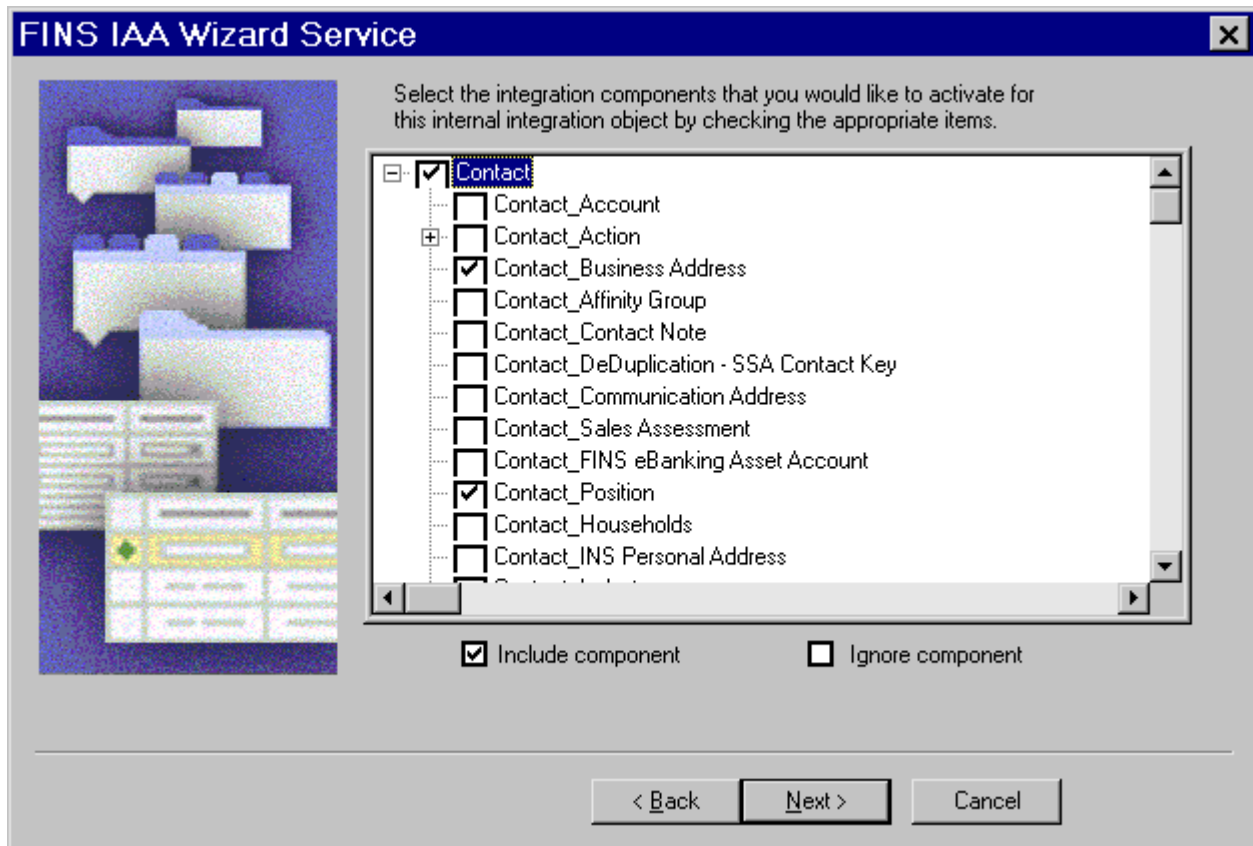 FINS IAA Wizard Service
Select the integration components that you would like to activate for
this internal integration object by checking the appropriate items.
Contact
Contact_Account
Contact_Action
Contact_Business Address
Contact_Affinity Group
Contact_Contact Note
Contact_DeDuplication - SSA Contact Key
Contact_Communication Address
Contact_Sales Assessment
Contact_FINS eBanking Asset Account
Contact_Position
Contact_Households
Contact_INS Personal Address
Include component
Ignore component
< Back
Next >
Cancel